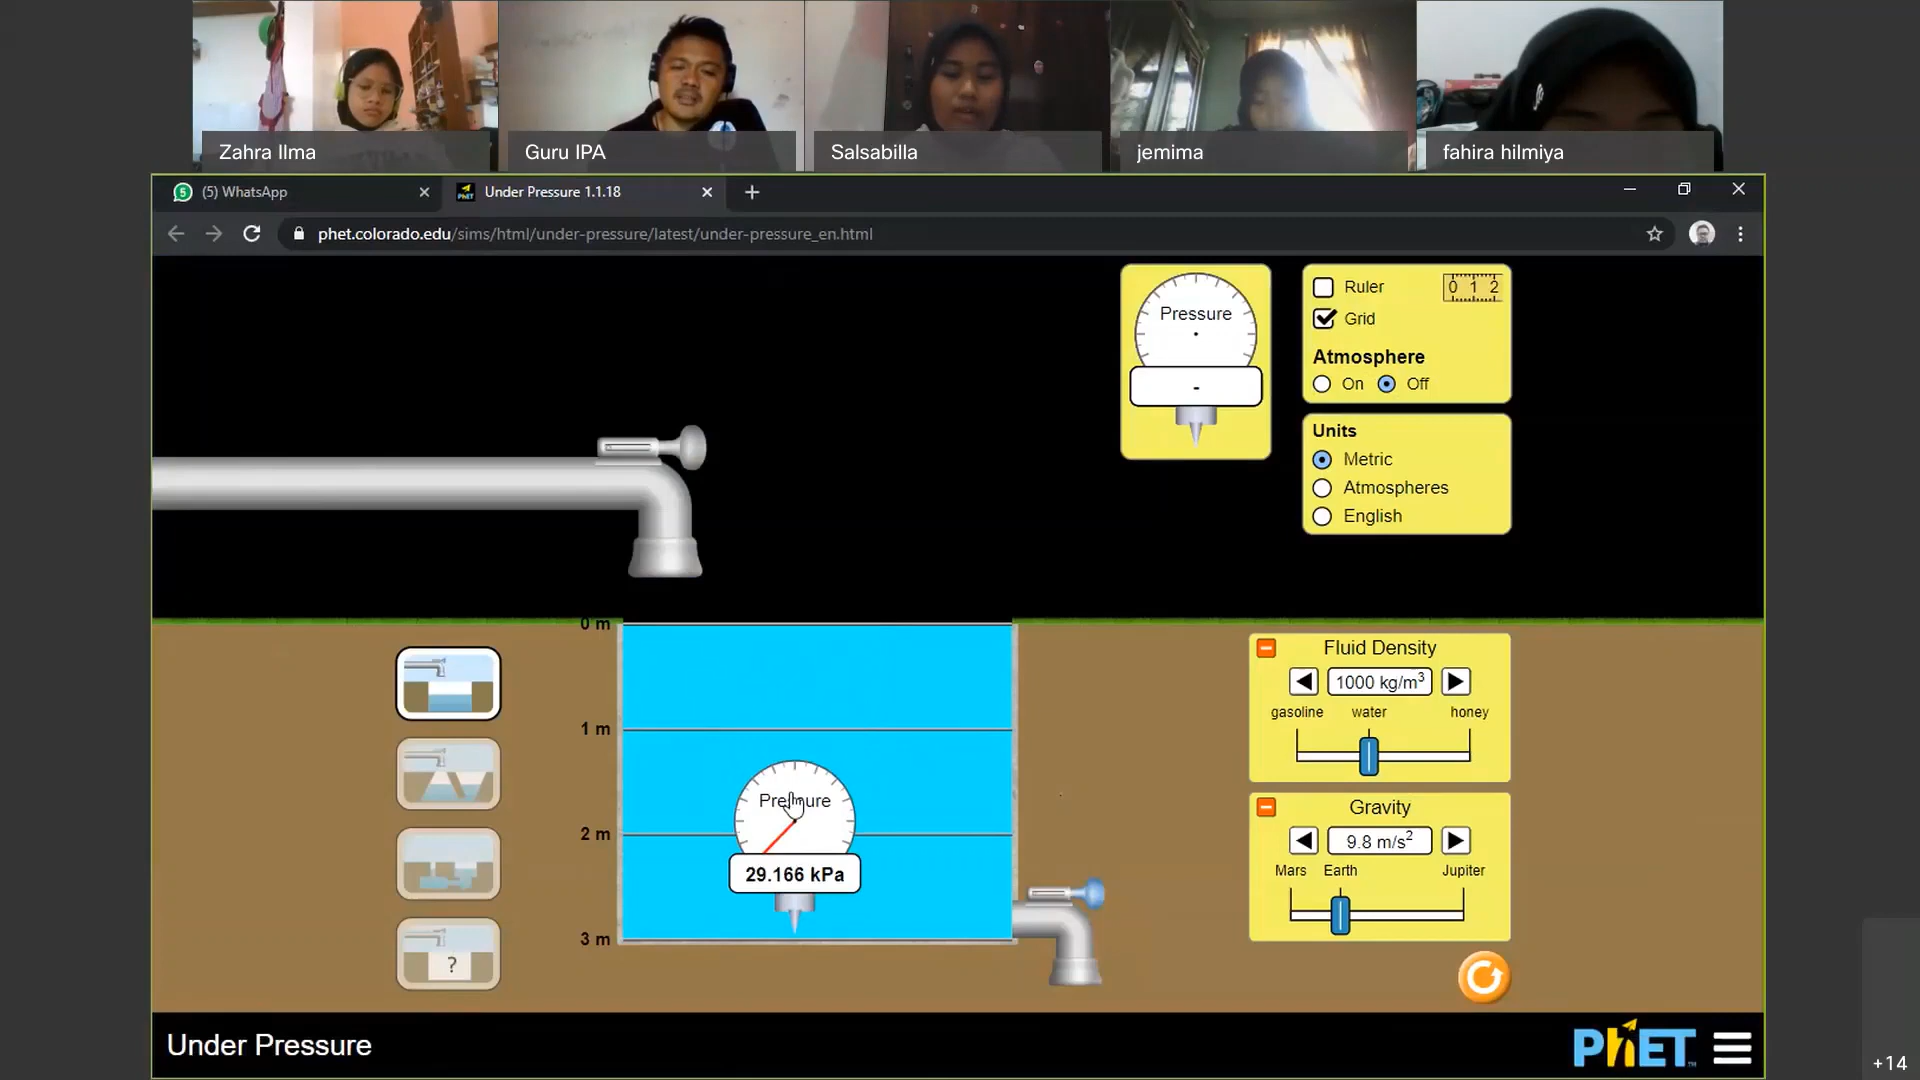 Zahra Ilma
Guru IPA
Salsabilla
jemima
fahira hilmiya
5
(5) WhatsApp
PhET
Under Pressure 1.1.18
phet.colorado.edu/sims/html/under-pressure/latest/under-pressure_en.html
Pressure
-
Ruler
0 1 2
Grid
Atmosphere
On
Off
Units
Metric
Atmospheres
English
0 m
1 m
2 m
3 m
Pressure
29.166 kPa
?
Fluid Density
1000 kg/m³
gasoline
water
honey
Gravity
9.8 m/s²
Mars
Earth
Jupiter
Under Pressure
PhET
+14